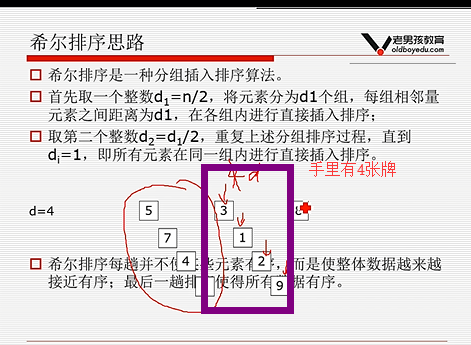 希尔排序思路
老男孩教育
oldboyedu.com
希尔排序是一种分组插入排序算法。
首先取一个整数d1=n/2，将元素分为d1个组，每组相邻量
元素之间距离为d1，在各组内进行直接插入排序；
取第二个整数d2=d1/2，重复上述分组排序过程，直到
di=1，即所有元素在同一组内进行直接插入排序。
手里有4张牌
d=4
5 3 8
7 1
4 2
9
希尔排序每趟并不使某些元素有序，而是使整体数据越来越
接近有序；最后一趟排序使得所有数据有序。